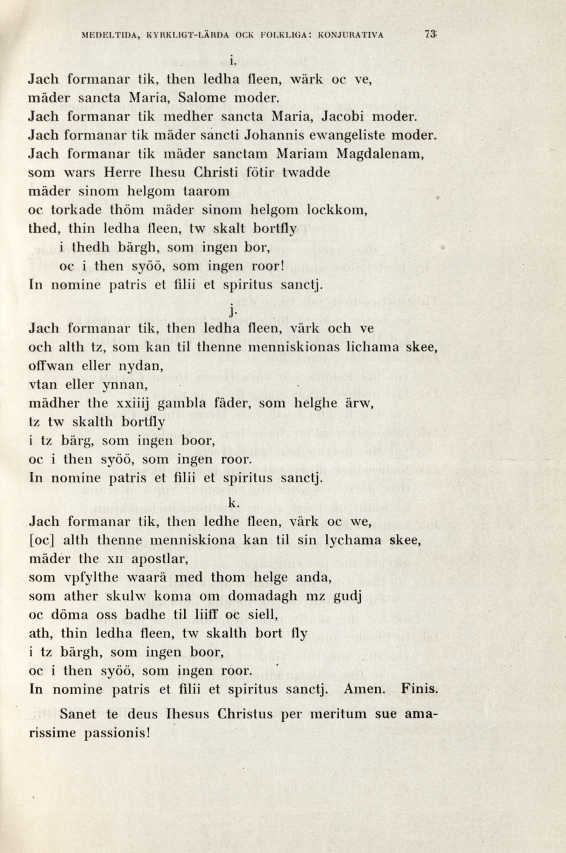 MEDELTIDA, KYRKLIGT-LÄRDA OCK FOLKLIGA: KONJURATIVA 73
i.
Jach formanar tik, then ledha fleen, wärk oc ve,
mäder sancta Maria, Salome moder.
Jach formanar tik medher sancta Maria, Jacobi moder.
Jach formanar tik mäder sancti Johannis ewangeliste moder.
Jach formanar tik mäder sanctam Mariam Magdalenam,
som wars Herre Ihesu Christi fötir twadde
mäder sinom helgom taarom
oc torkade thöm mäder sinom helgom lockkom,
thed, thin ledha fleen, tw skalt bortfly
i thedh bärgh, som ingen bor,
oc i then syöö, som ingen roor!
In nomine patris et filii et spiritus sanctj.
j.
Jach formanar tik, then ledha fleen, värk och ve
och alth tz, som kan til thenne menniskionas lichama skee,
offwan eller nydan,
vtan eller ynnan,
mädher the xxiiij gambla fäder, som helghe ärw,
tz tw skalth bortfly
i tz bärg, som ingen boor,
oc i then syöö, som ingen roor.
In nomine patris et filii et spiritus sanctj.
k.
Jach formanar tik, then ledhe fleen, värk oc we,
[oc] alth thenne menniskiona kan til sin lychama skee,
mäder the XII apostlar,
som vpfylthe waarä med thom helge anda,
som ather skulw koma om domadagh mz gudj
oc döma oss badhe til liiff oc siell,
ath, thin ledha fleen, tw skalth bort fly
i tz bärgh, som ingen boor,
oc i then syöö, som ingen roor.
In nomine patris et filii et spiritus sanctj. Amen. Finis.
Sanet te deus Ihesus Christus per meritum sue ama-
rissime passionis!